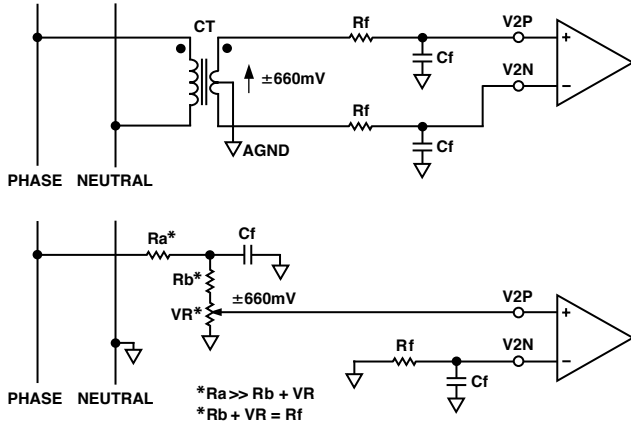 CT
Rf
V2P
+
Cf
±660mV
V2N
−
Rf
AGND
Cf
PHASE NEUTRAL
Ra*
Cf
Rb*
±660mV
V2P
VR*
+
Rf
V2N
−
Cf
PHASE NEUTRAL
*Ra >> Rb + VR
*Rb + VR = Rf